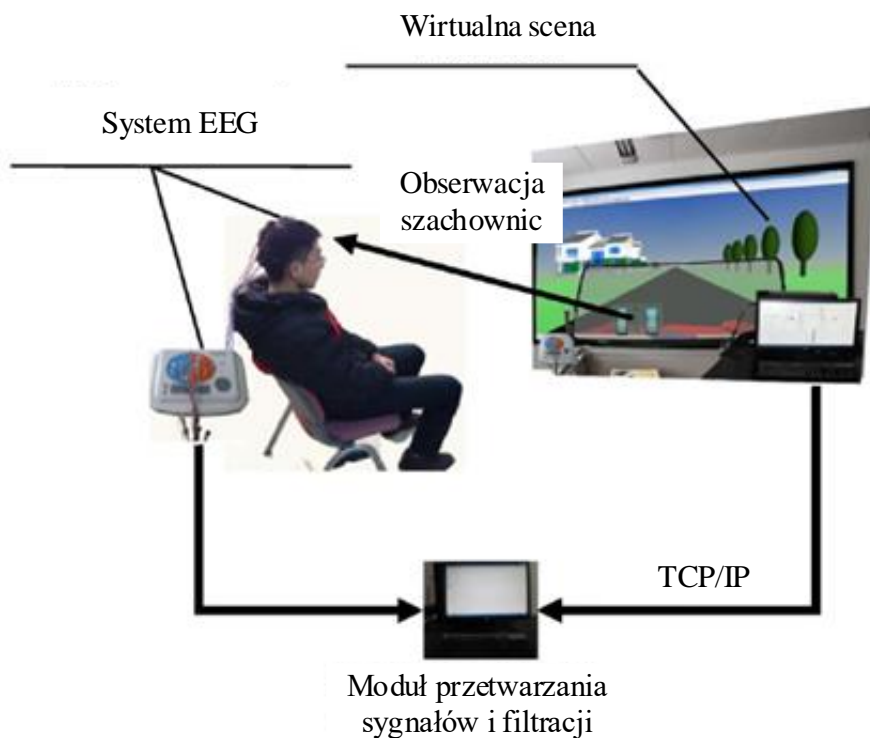 Wirtualna scena
System EEG
Obserwacja
szachownic
TCP/IP
Moduł przetwarzania
sygnałów i filtracji